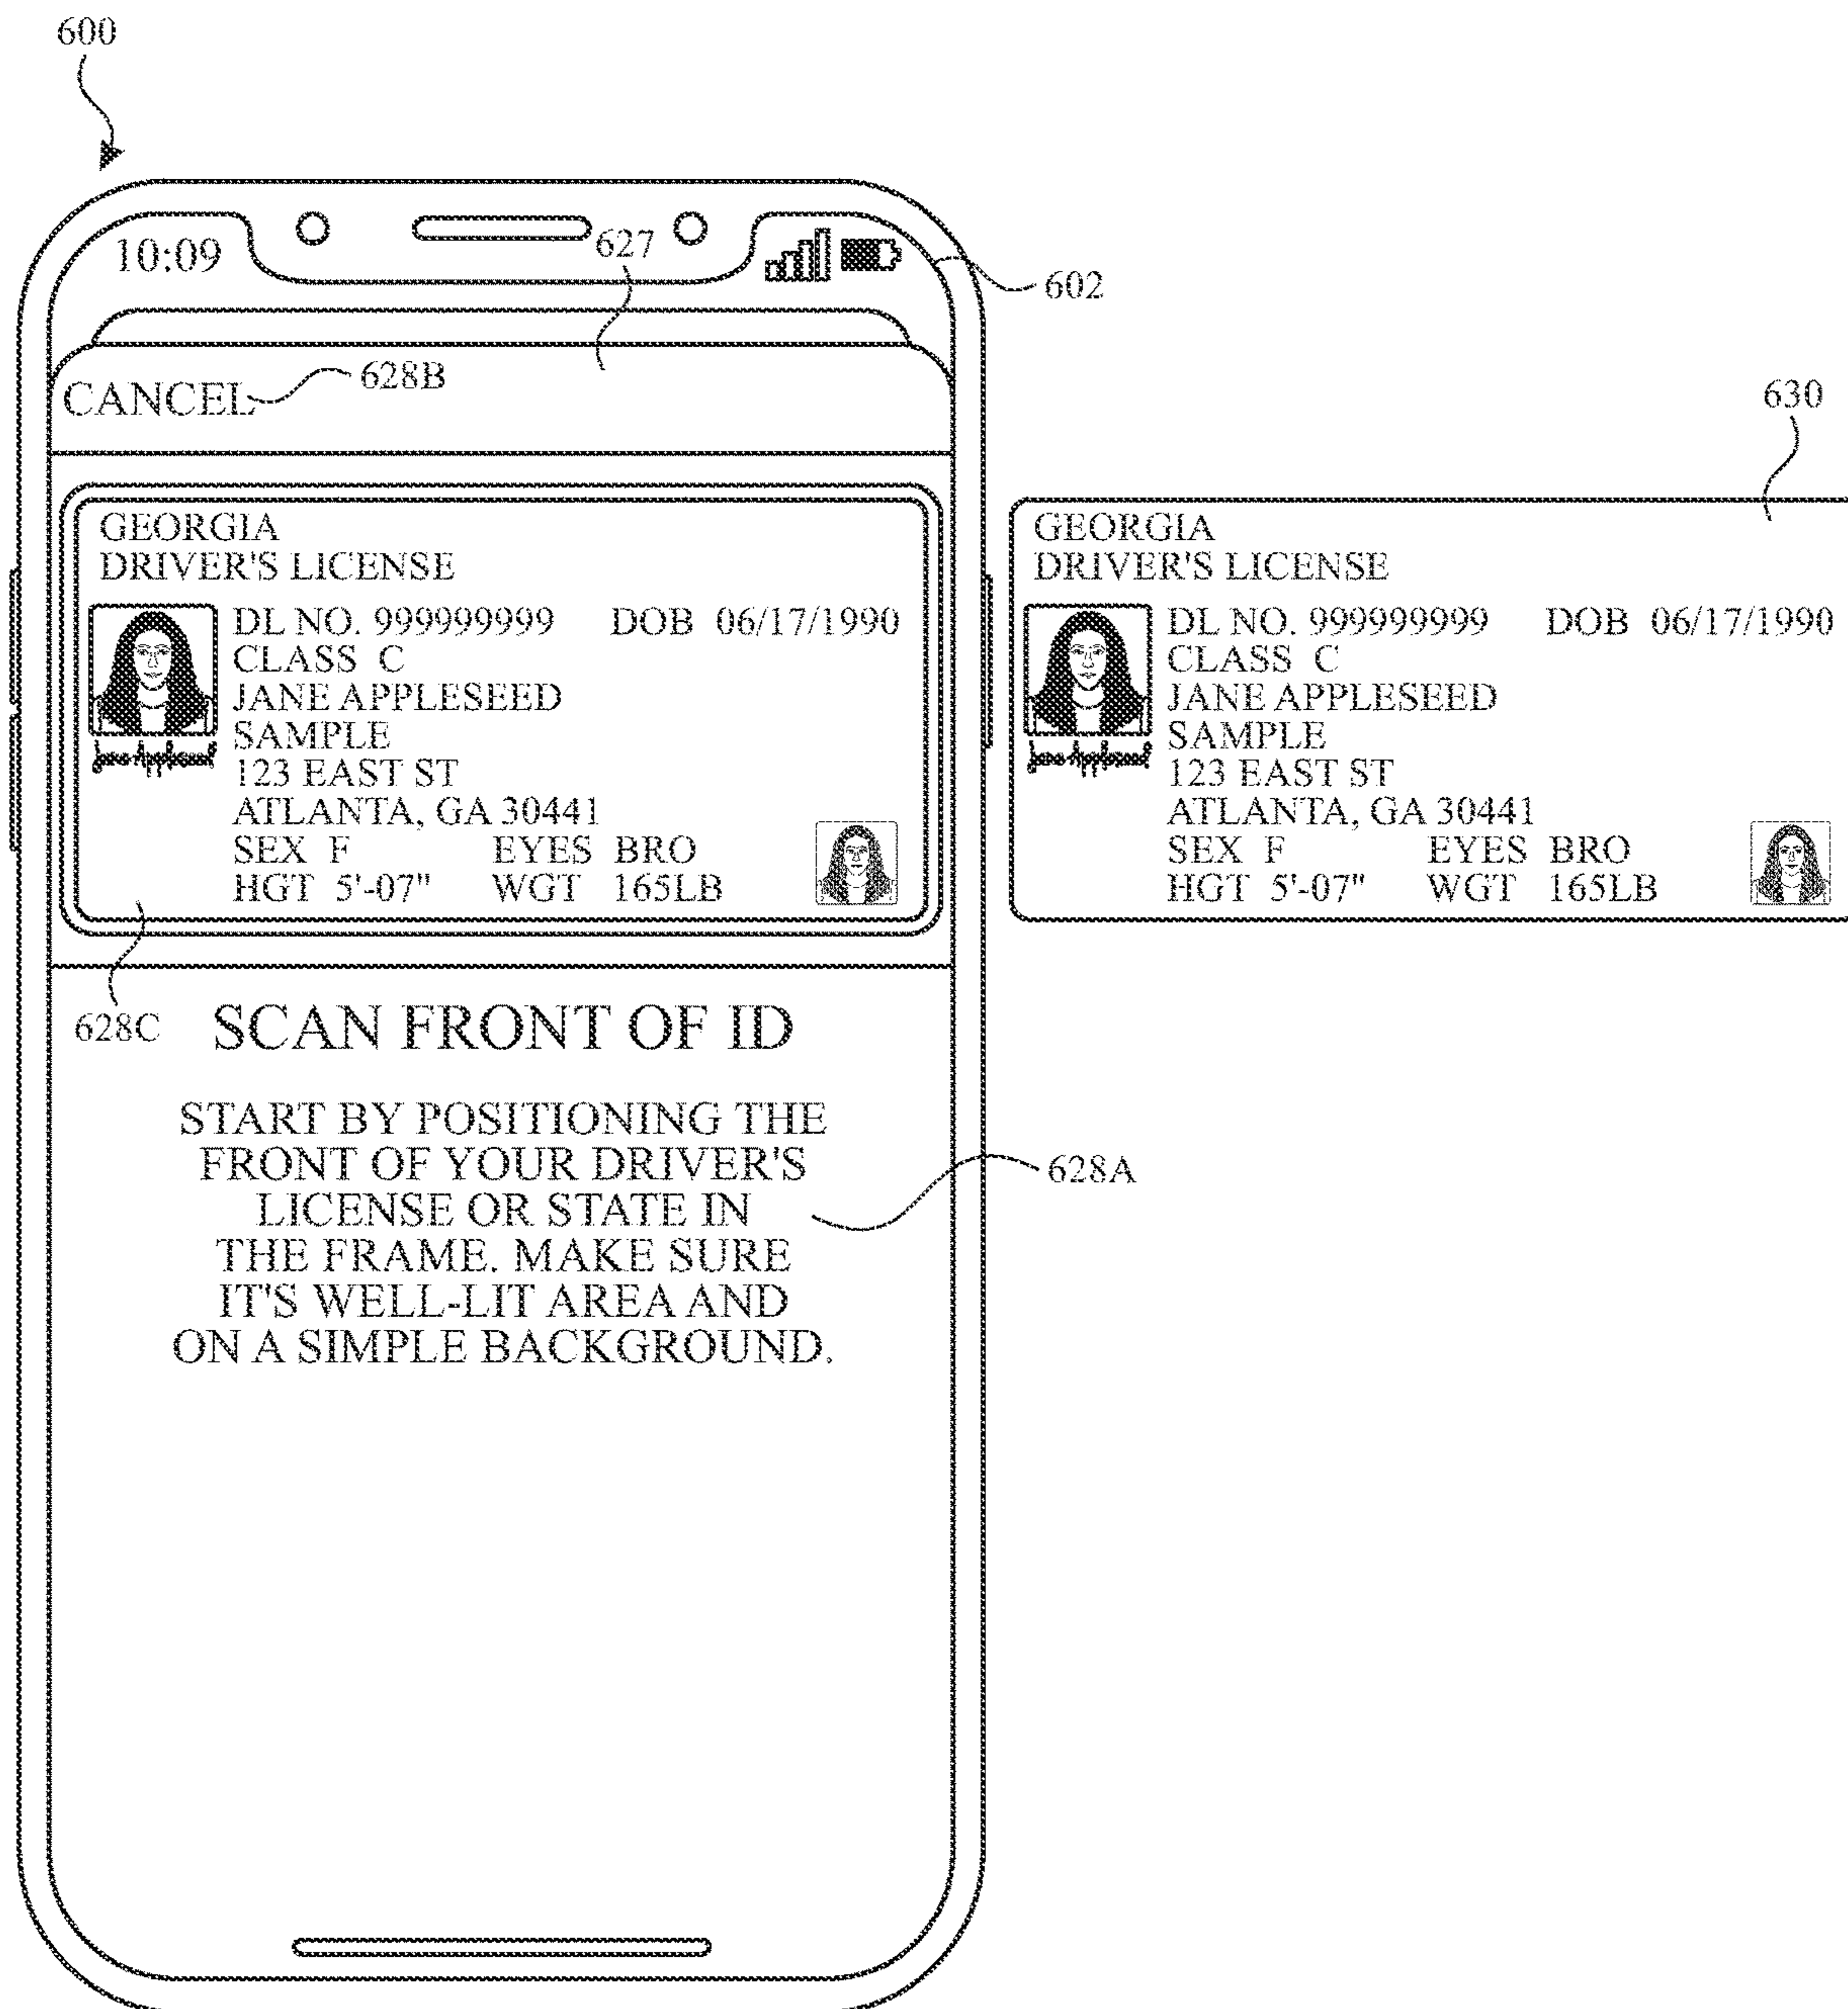 600
10:09
627
602
CANCEL
628B
630
GEORGIA
DRIVER'S LICENSE
DL NO. 999999999 DOB 06/17/1990
CLASS C
JANE APPLESEED
SAMPLE
123 EAST ST
ATLANTA, GA 30441
SEX F EYES BRO
HGT 5'-07" WGT 165LB
Jane Appleseed
GEORGIA
DRIVER'S LICENSE
DL NO. 999999999 DOB 06/17/1990
CLASS C
JANE APPLESEED
SAMPLE
123 EAST ST
ATLANTA, GA 30441
SEX F EYES BRO
HGT 5'-07" WGT 165LB
Jane Appleseed
628C
SCAN FRONT OF ID
START BY POSITIONING THE
FRONT OF YOUR DRIVER'S
LICENSE OR STATE IN
THE FRAME. MAKE SURE
IT'S WELL-LIT AREA AND
ON A SIMPLE BACKGROUND.
628A